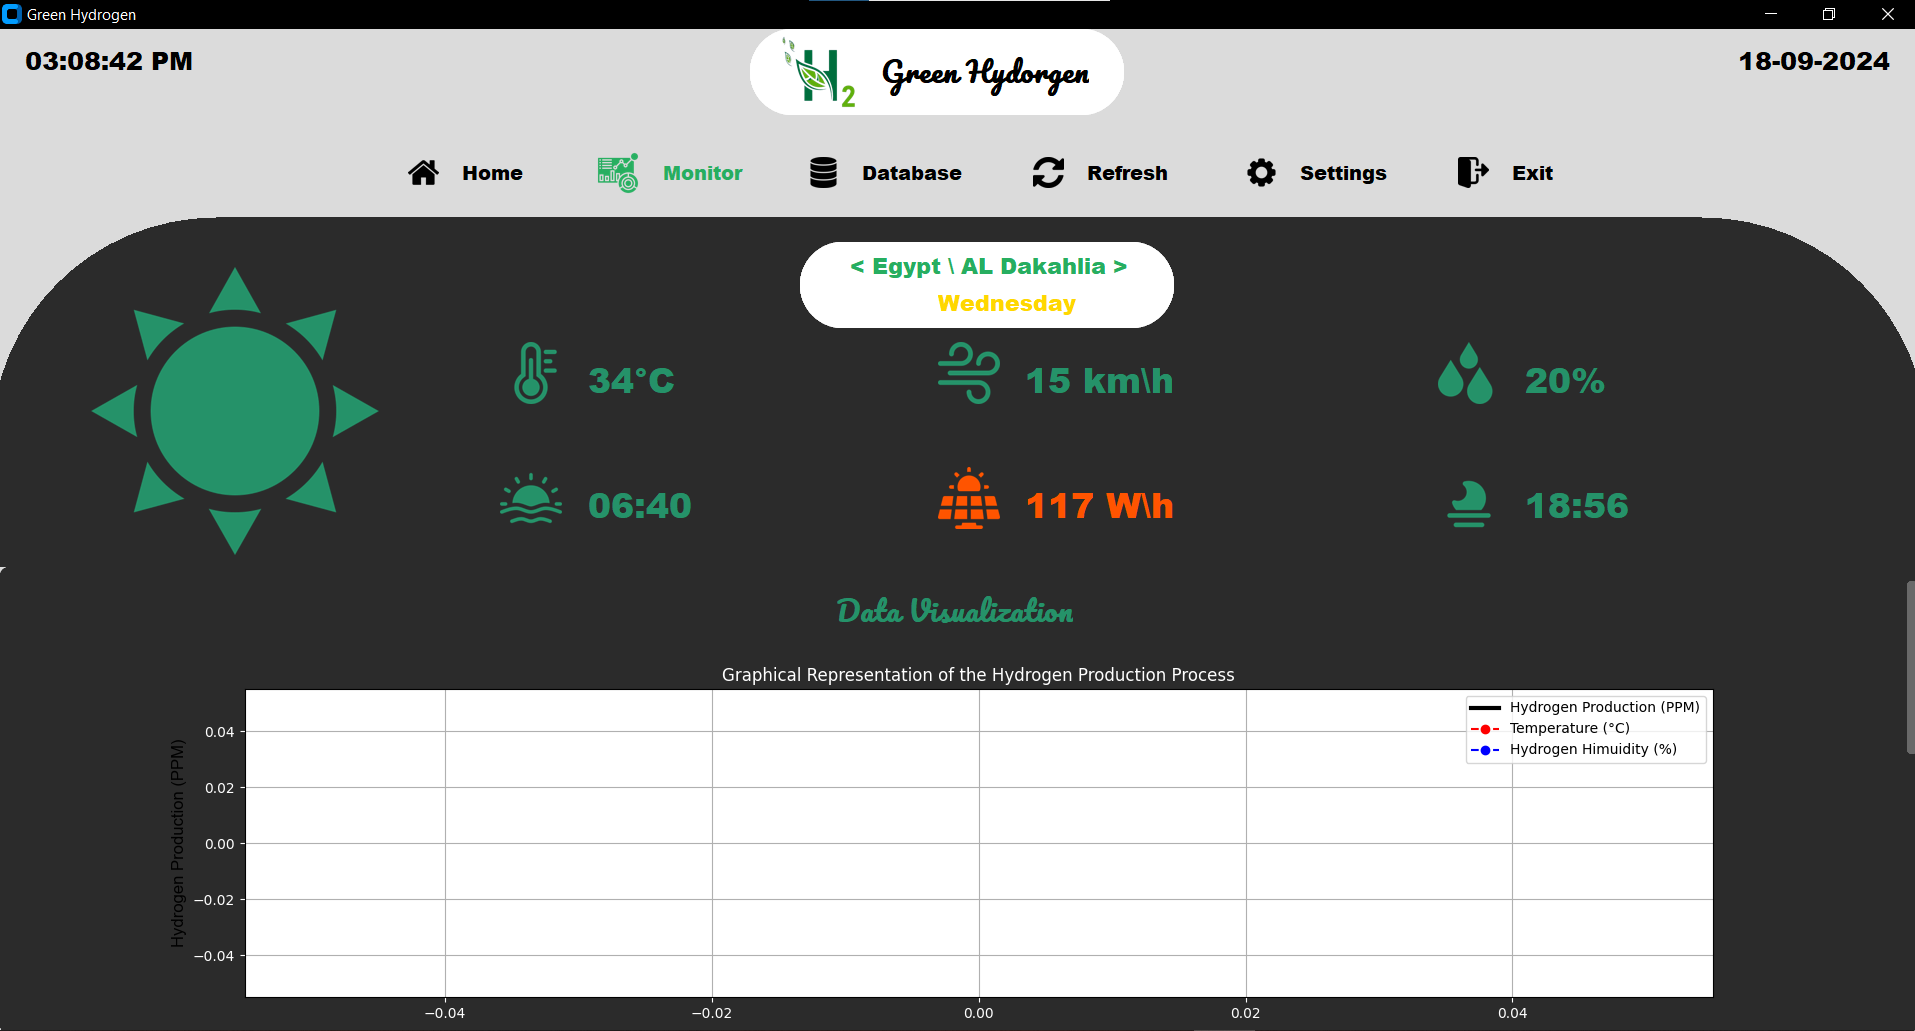 Green Hydrogen
03:08:42 PM
H2
Green Hydorgen
18-09-2024
Home
Monitor
Database
Refresh
Settings
Exit
< Egypt \ AL Dakahlia >
Wednesday
34°C
15 km\h
20%
06:40
117 W\h
18:56
Data Visualization
Graphical Representation of the Hydrogen Production Process
Hydrogen Production (PPM)
Temperature (°C)
Hydrogen Himuidity (%)
Hydrogen Production (PPM)
0.04
0.02
0.00
−0.02
−0.04
−0.04
−0.02
0.00
0.02
0.04